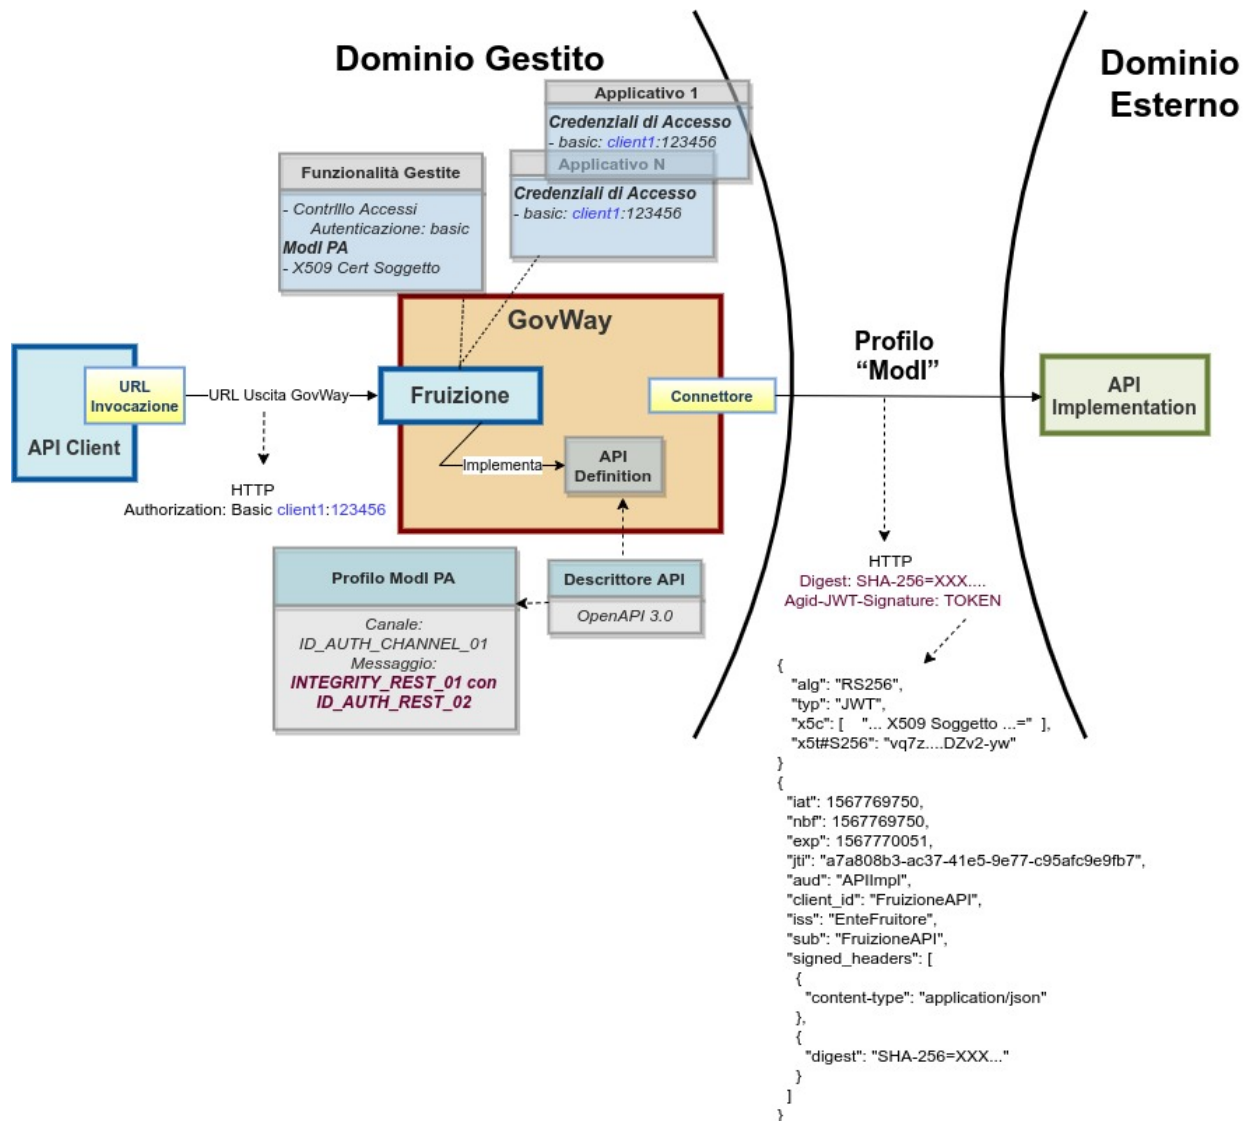 Dominio Gestito
Dominio
Esterno
Applicativo 1
Credenziali di Accesso
- basic: client1:123456
Applicativo N
Credenziali di Accesso
- basic: client1:123456
Funzionalità Gestite
- Contrlllo Accessi
Autenticazione: basic
ModI PA
- X509 Cert Soggetto
GovWay
Profilo
“ModI”
URL
Invocazione
API Client
URL Uscita GovWay
Fruizione
Connettore
API
Implementation
Implementa
API
Definition
HTTP
Authorization: Basic client1:123456
Profilo ModI PA
Canale:
ID_AUTH_CHANNEL_01
Messaggio:
INTEGRITY_REST_01 con
ID_AUTH_REST_02
Descrittore API
OpenAPI 3.0
HTTP
Digest: SHA-256=XXX....
Agid-JWT-Signature: TOKEN
{
"alg": "RS256",
"typ": "JWT",
"x5c": [ "... X509 Soggetto ...=" ],
"x5t#S256": "vq7z....DZv2-yw"
}
{
"iat": 1567769750,
"nbf": 1567769750,
"exp": 1567770051,
"jti": "a7a808b3-ac37-41e5-9e77-c95afc9e9fb7",
"aud": "APIImpl",
"client_id": "FruizioneAPI",
"iss": "EnteFruitore",
"sub": "FruizioneAPI",
"signed_headers": [
{
"content-type": "application/json"
},
{
"digest": "SHA-256=XXX..."
}
]
}